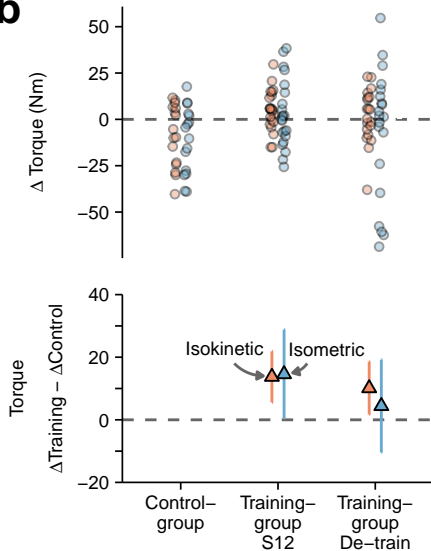 b
Δ Torque (Nm)
50
25
0
−25
−50
Torque
ΔTraining − ΔControl
40
20
0
−20
Isokinetic
Isometric
Control−
group
Training−
group
S12
Training−
group
De−train